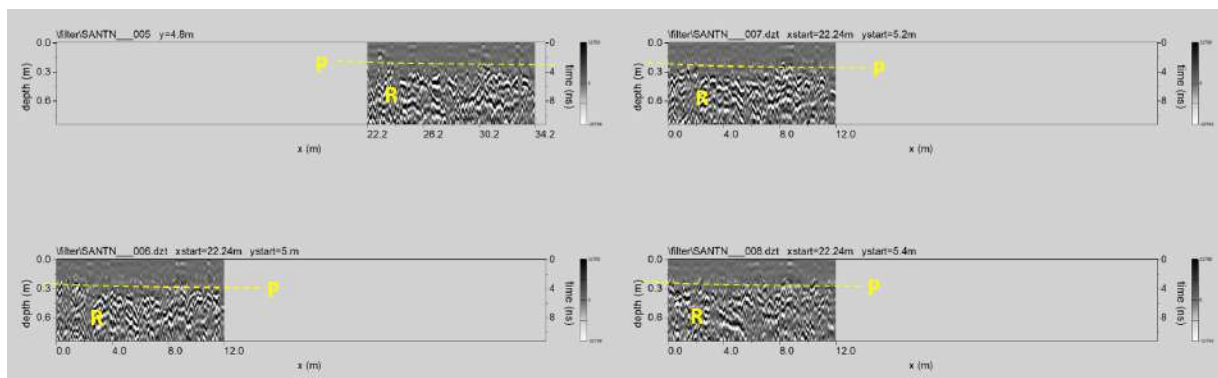 \filter\SANTN___005 y=4.8m
0.0
0.3
0.6
depth (m)
P
R
0
4
8
time (ns)
22.2 26.2 30.2 34.2
x (m)
\filter\SANTN___007.dzt xstart=22.24m ystart=5.2m
0.0
0.3
0.6
depth (m)
P
R
0
4
8
time (ns)
0.0 4.0 8.0 12.0
x (m)
\filter\SANTN___006.dzt xstart=22.24m ystart=5.m
0.0
0.3
0.6
depth (m)
P
R
0
4
8
time (ns)
0.0 4.0 8.0 12.0
x (m)
\filter\SANTN___008.dzt xstart=22.24m ystart=5.4m
0.0
0.3
0.6
depth (m)
P
R
0
4
8
time (ns)
0.0 4.0 8.0 12.0
x (m)